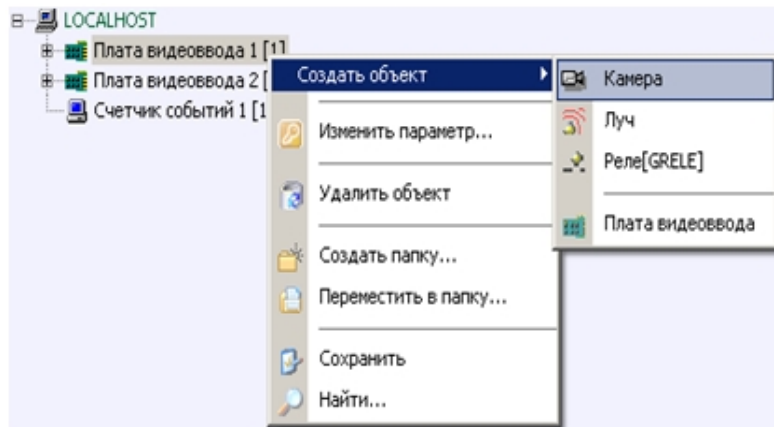 LOCALHOST
Плата видеоввода 1 [1]
Плата видеоввода 2 [
Счетчик событий 1 [1
Создать объект
Изменить параметр...
Удалить объект
Создать папку...
Переместить в папку...
Сохранить
Найти...
Камера
Луч
Реле[GRELE]
Плата видеоввода